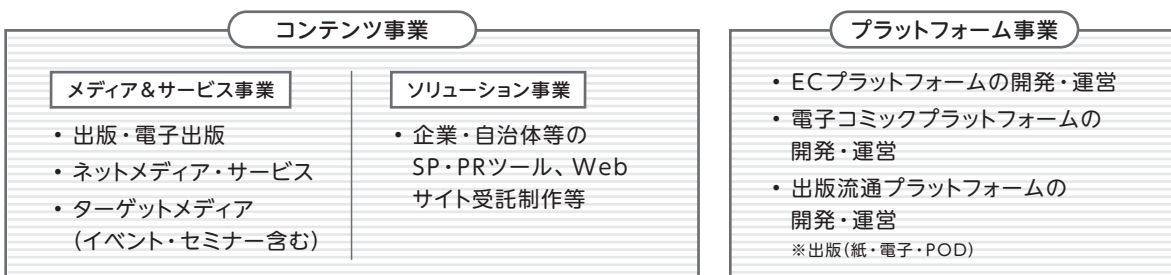 コンテンツ事業
メディア&サービス事業
• 出版・電子出版
• ネットメディア・サービス
• ターゲットメディア
(イベント・セミナー含む)
ソリューション事業
• 企業・自治体等の
SP・PRツール、Web
サイト受託制作等
プラットフォーム事業
• ECプラットフォームの開発・運営
• 電子コミックプラットフォームの
開発・運営
• 出版流通プラットフォームの
開発・運営
※出版(紙・電子・POD)